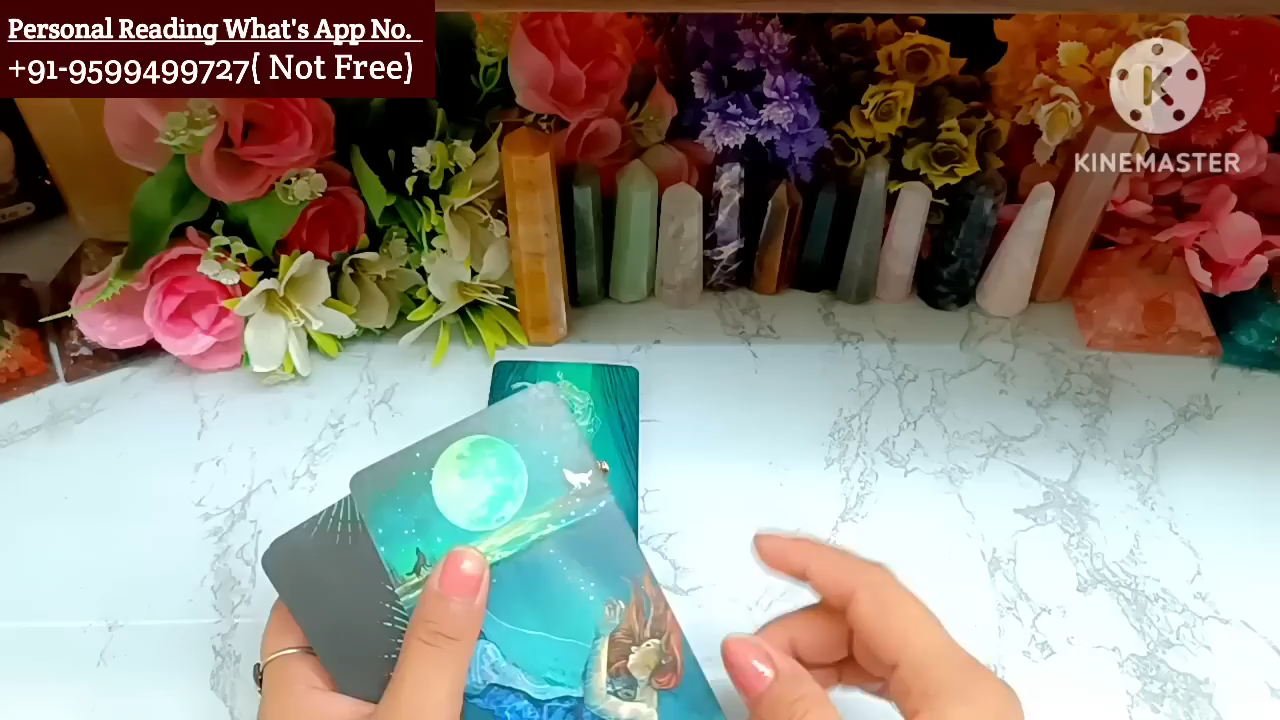 Personal Reading What's App No.
+91-9599499727( Not Free)
K
KINEMASTER